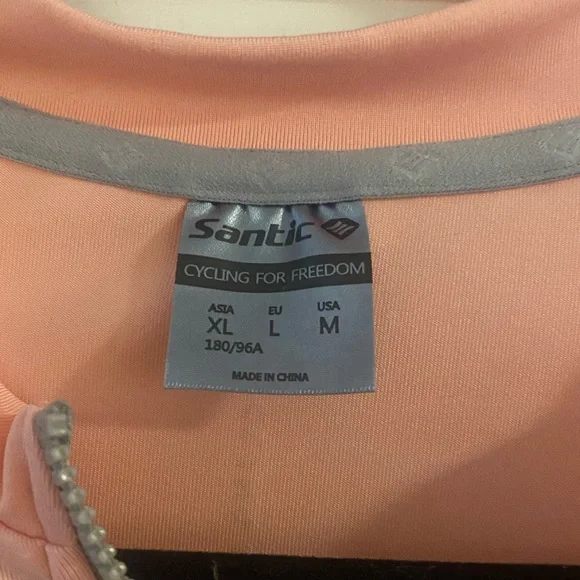 Santic
CYCLING FOR FREEDOM
ASIA EU USA
XL L M
180/96A
MADE IN CHINA